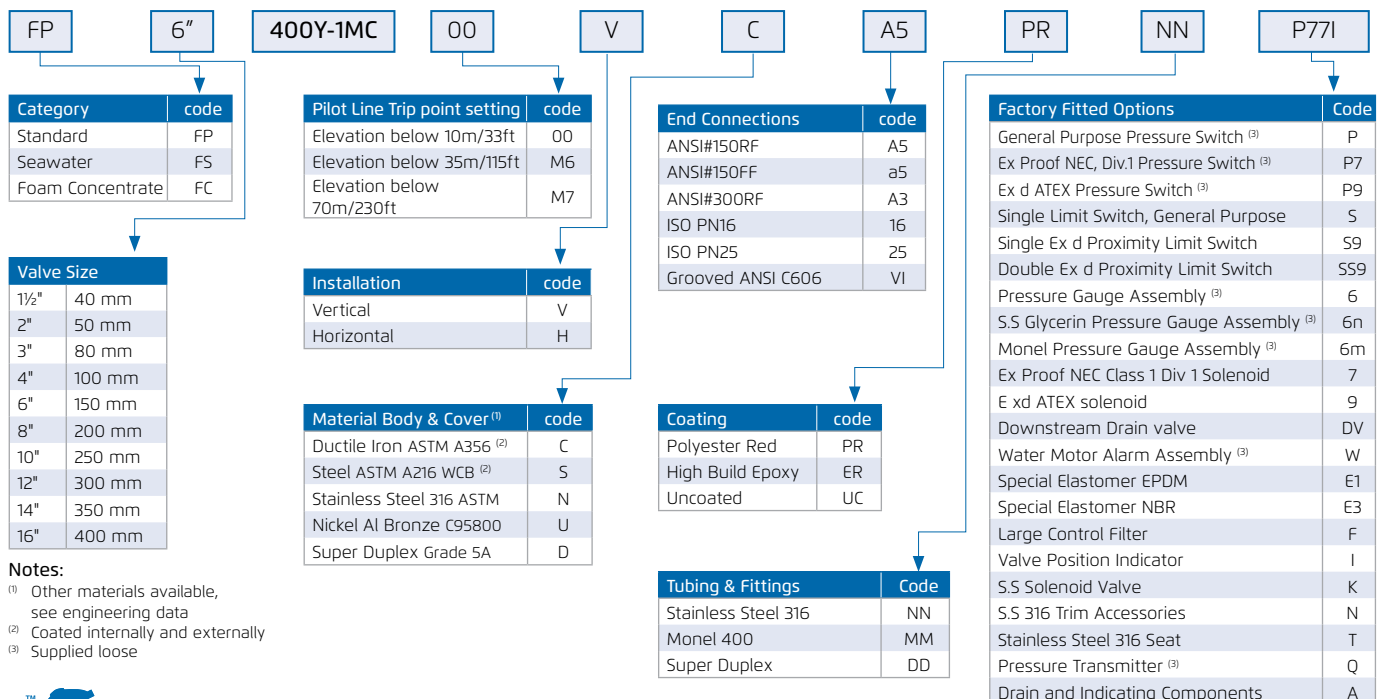 FP 6″ 400Y-1MC 00 V C A5 PR NN P77I
Category code
Standard FP
Seawater FS
Foam Concentrate FC
Valve Size
1½" 40 mm
2" 50 mm
3" 80 mm
4" 100 mm
6" 150 mm
8" 200 mm
10" 250 mm
12" 300 mm
14" 350 mm
16" 400 mm
Notes:
(1) Other materials available,
see engineering data
(2) Coated internally and externally
(3) Supplied loose
TM
Pilot Line Trip point setting code
Elevation below 10m/33ft 00
Elevation below 35m/115ft M6
Elevation below
70m/230ft M7
Installation code
Vertical V
Horizontal H
Material Body & Cover (1) code
Ductile Iron ASTM A356 (2) C
Steel ASTM A216 WCB (2) S
Stainless Steel 316 ASTM N
Nickel Al Bronze C95800 U
Super Duplex Grade 5A D
End Connections code
ANSI#150RF A5
ANSI#150FF a5
ANSI#300RF A3
ISO PN16 16
ISO PN25 25
Grooved ANSI C606 VI
Coating code
Polyester Red PR
High Build Epoxy ER
Uncoated UC
Tubing & Fittings Code
Stainless Steel 316 NN
Monel 400 MM
Super Duplex DD
Factory Fitted Options Code
General Purpose Pressure Switch (3) P
Ex Proof NEC, Div.1 Pressure Switch (3) P7
Ex d ATEX Pressure Switch (3) P9
Single Limit Switch, General Purpose S
Single Ex d Proximity Limit Switch S9
Double Ex d Proximity Limit Switch SS9
Pressure Gauge Assembly (3) 6
S.S Glycerin Pressure Gauge Assembly (3) 6n
Monel Pressure Gauge Assembly (3) 6m
Ex Proof NEC Class 1 Div 1 Solenoid 7
E xd ATEX solenoid 9
Downstream Drain valve DV
Water Motor Alarm Assembly (3) W
Special Elastomer EPDM E1
Special Elastomer NBR E3
Large Control Filter F
Valve Position Indicator I
S.S Solenoid Valve K
S.S 316 Trim Accessories N
Stainless Steel 316 Seat T
Pressure Transmitter (3) Q
Drain and Indicating Components A